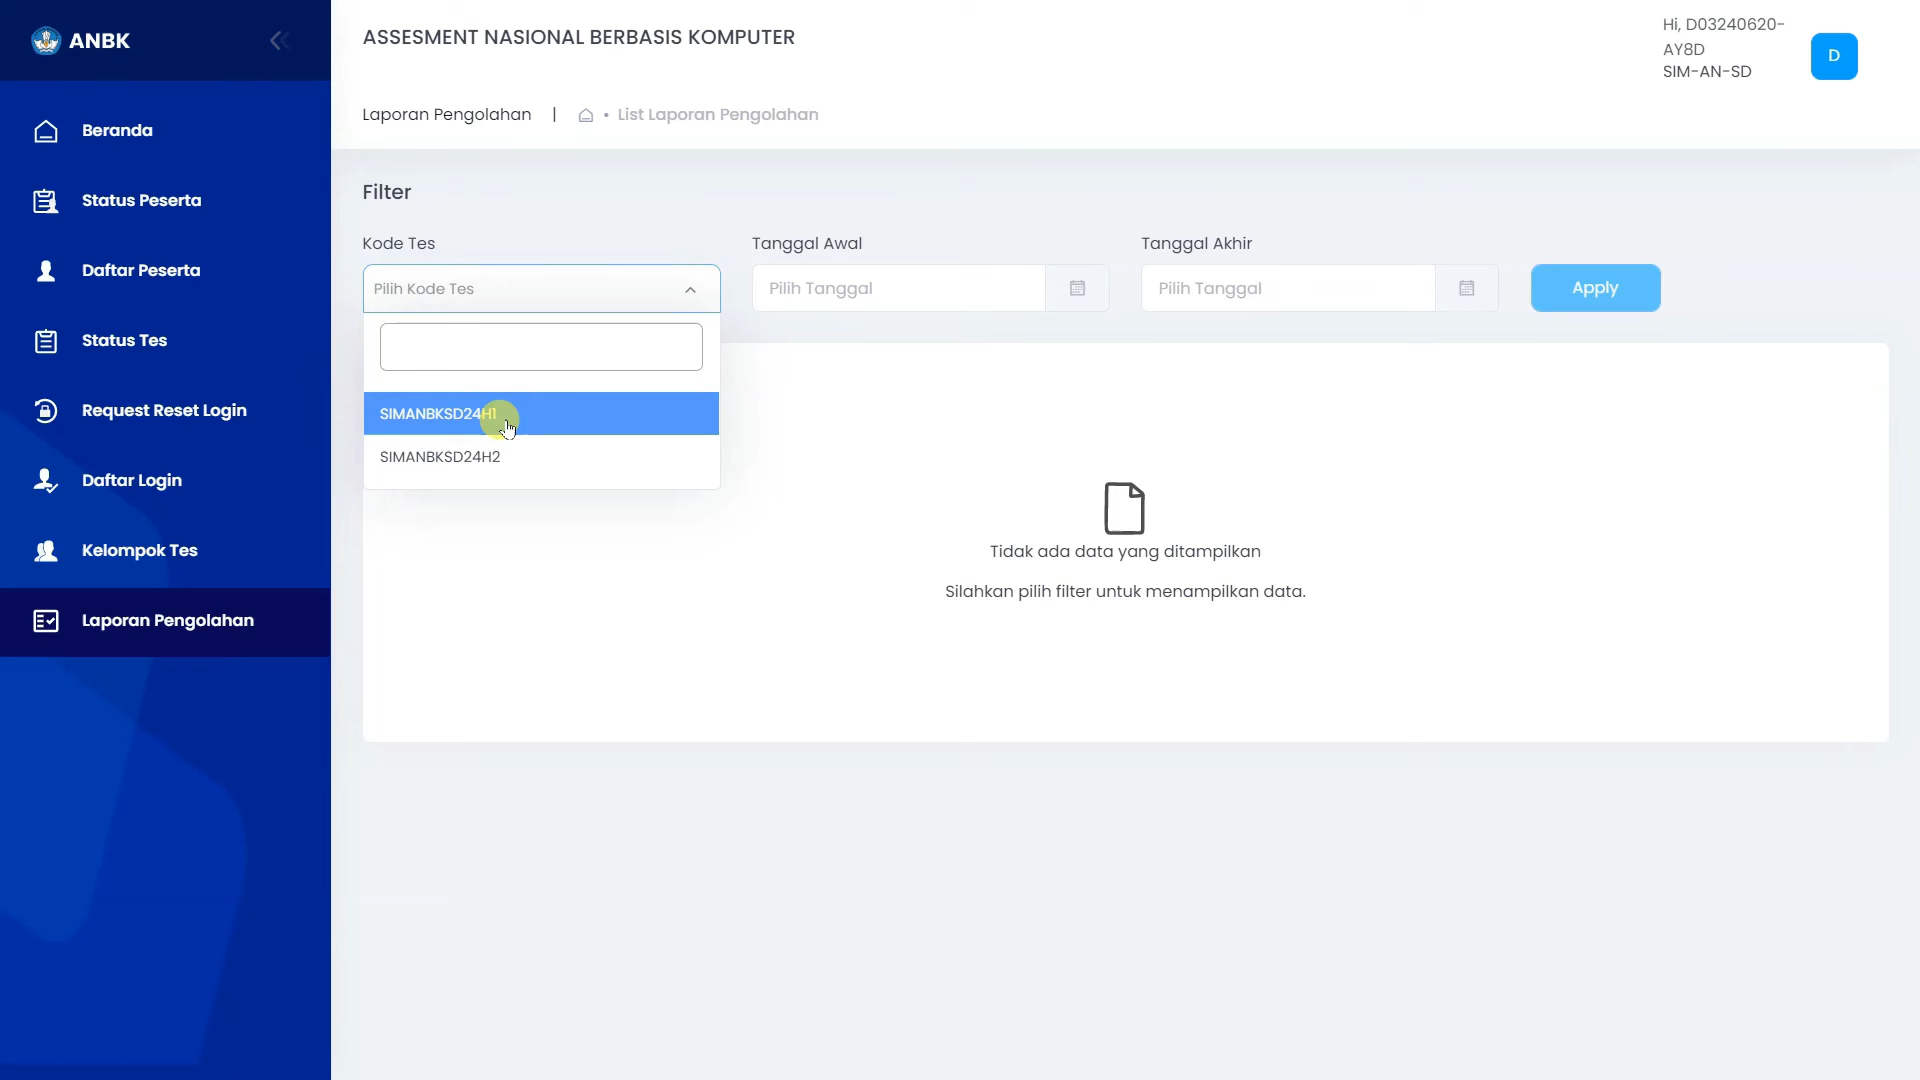 ANBK
ASSESMENT NASIONAL BERBASIS KOMPUTER
Hi, D03240620-
AY8D
SIM-AN-SD
D
Laporan Pengolahan | • List Laporan Pengolahan
Beranda
Status Peserta
Daftar Peserta
Status Tes
Request Reset Login
Daftar Login
Kelompok Tes
Laporan Pengolahan
Filter
Kode Tes
Tanggal Awal
Tanggal Akhir
Pilih Kode Tes
Pilih Tanggal
Pilih Tanggal
Apply
SIMANBKSD24H1
SIMANBKSD24H2
Tidak ada data yang ditampilkan
Silahkan pilih filter untuk menampilkan data.